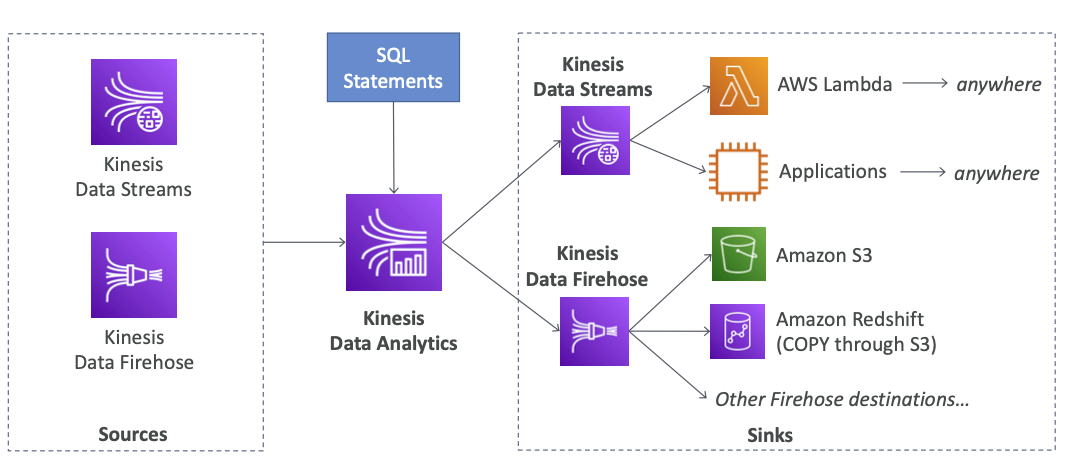 Kinesis
Data Streams
Kinesis
Data Firehose
Sources
SQL
Statements
Kinesis
Data Analytics
Kinesis
Data Streams
AWS Lambda
anywhere
Applications
anywhere
Kinesis
Data Firehose
Amazon S3
Amazon Redshift
(COPY through S3)
Other Firehose destinations...
Sinks